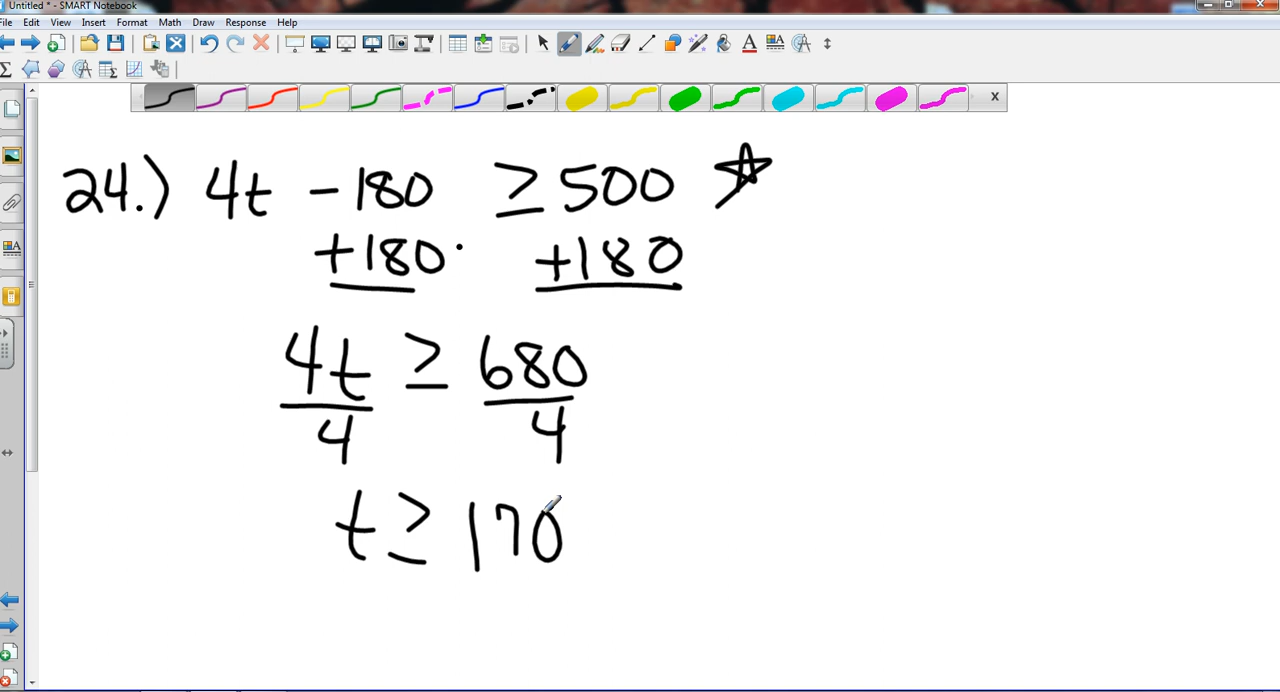 Untitled * - SMART Notebook
File Edit View Insert Format Math Draw Response Help
24.) 4t - 180 ≥ 500
+180 · +180
4t ≥ 680
4 4
t ≥ 170